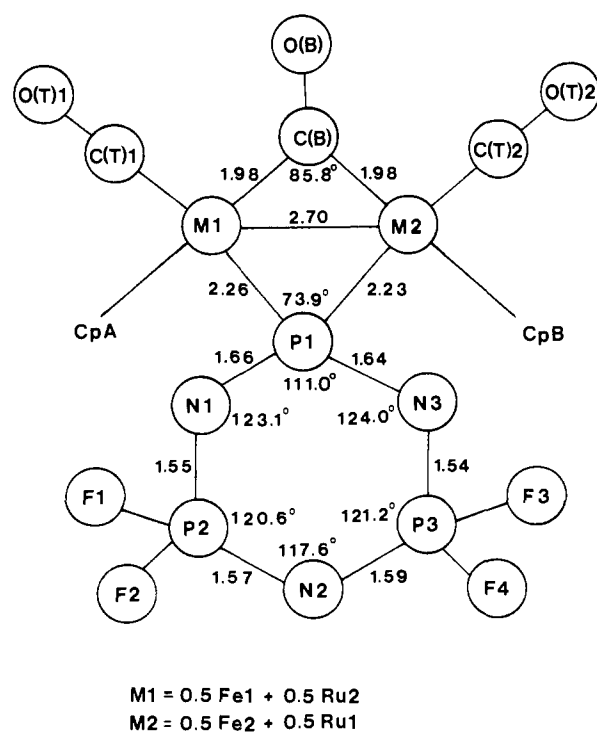 O(B)
O(T)1
O(T)2
C(B)
C(T)1
C(T)2
1.98
85.8°
1.98
M1
2.70
M2
2.26
73.9°
2.23
CpA
CpB
P1
1.66
111.0°
1.64
N1
123.1°
124.0°
N3
1.55
1.54
F1
F3
P2
120.6°
121.2°
P3
117.6°
F2
1.57
N2
1.59
F4
M1 = 0.5 Fe1 + 0.5 Ru2
M2 = 0.5 Fe2 + 0.5 Ru1